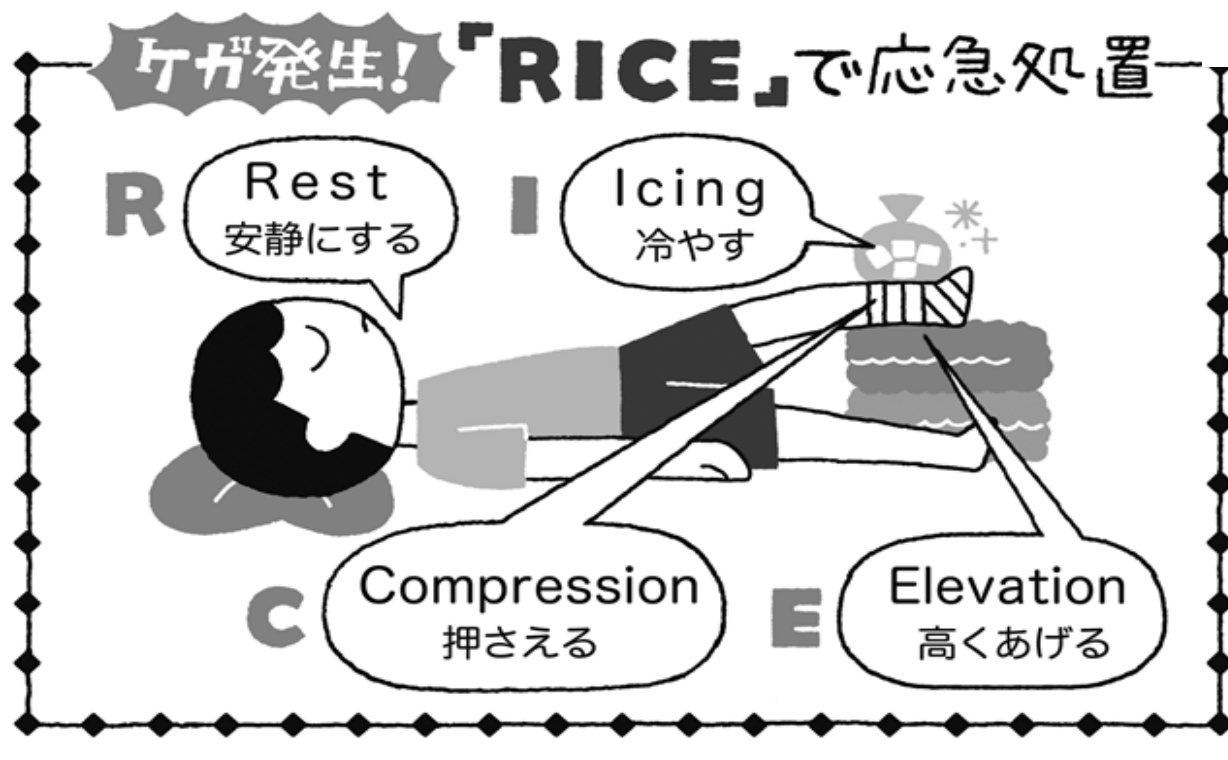 ケガ発生！「RICE」で応急処置
R
Rest
安静にする
I
Icing
冷やす
C
Compression
押さえる
E
Elevation
高くあげる